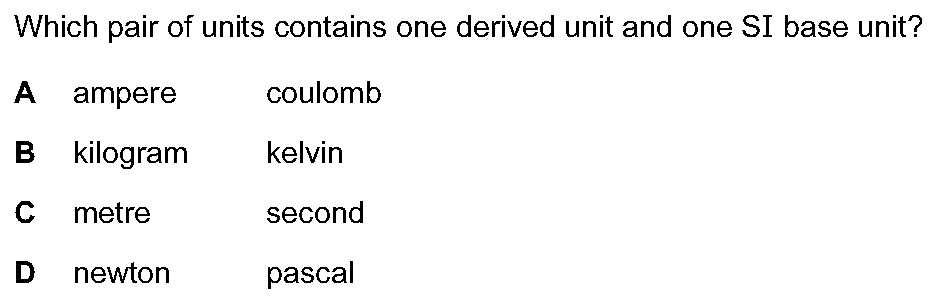 Which pair of units contains one derived unit and one SI base unit?
A ampere coulomb
B kilogram kelvin
C metre second
D newton pascal